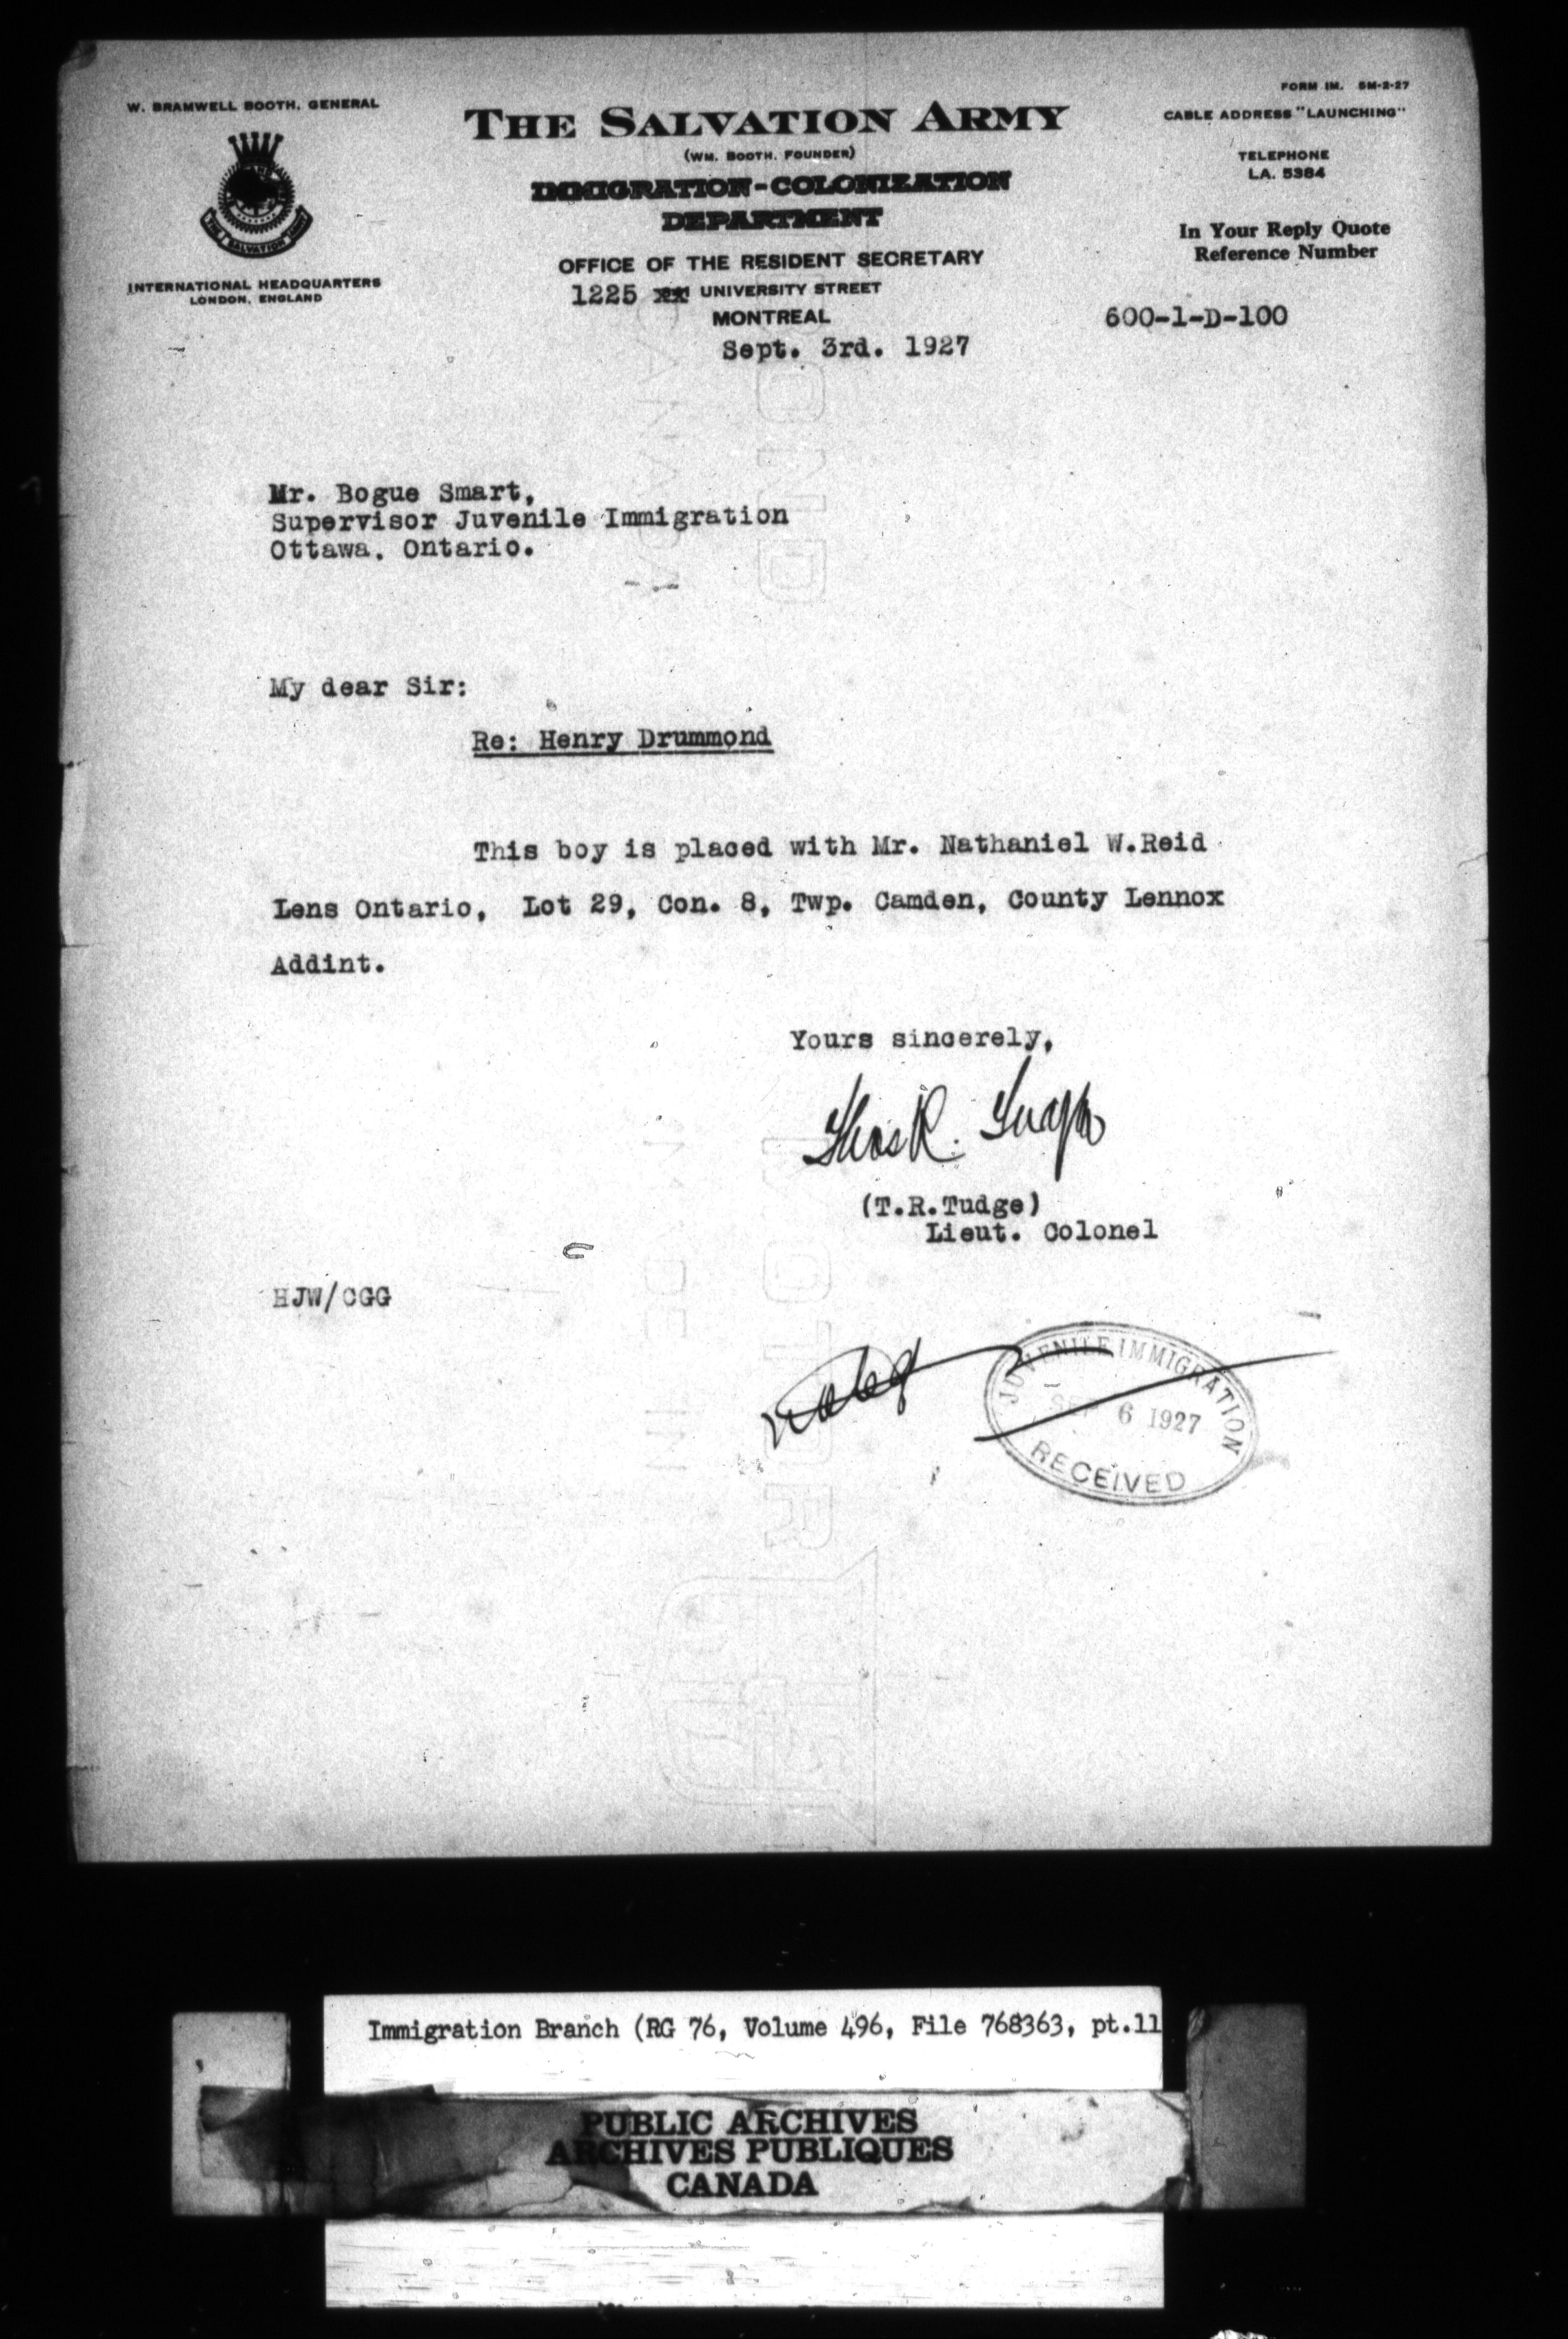 FORM IM. 5M-2-27
W. BRAMWELL BOOTH, GENERAL
THE SALVATION ARMY
(WM. BOOTH, FOUNDER)
IMMIGRATION-COLONIZATION
DEPARTMENT
OFFICE OF THE RESIDENT SECRETARY
1225 UNIVERSITY STREET
MONTREAL
Sept. 3rd. 1927
CABLE ADDRESS "LAUNCHING"
TELEPHONE
LA. 5384
In Your Reply Quote
Reference Number
600-1-D-100
THE SALVATION ARMY
INTERNATIONAL HEADQUARTERS
LONDON, ENGLAND
Mr. Bogue Smart,
Supervisor Juvenile Immigration
Ottawa, Ontario.
My dear Sir:
Re: Henry Drummond
This boy is placed with Mr. Nathaniel W.Reid
Lens Ontario, Lot 29, Con. 8, Twp. Camden, County Lennox
Addint.
Yours sincerely,
Thos R. Tudge
(T.R.Tudge)
Lieut. Colonel
HJW/CGG
JUVENILE IMMIGRATION
SEP 6 1927
RECEIVED
Immigration Branch (RG 76, Volume 496, File 768363, pt.11
PUBLIC ARCHIVES
ARCHIVES PUBLIQUES
CANADA